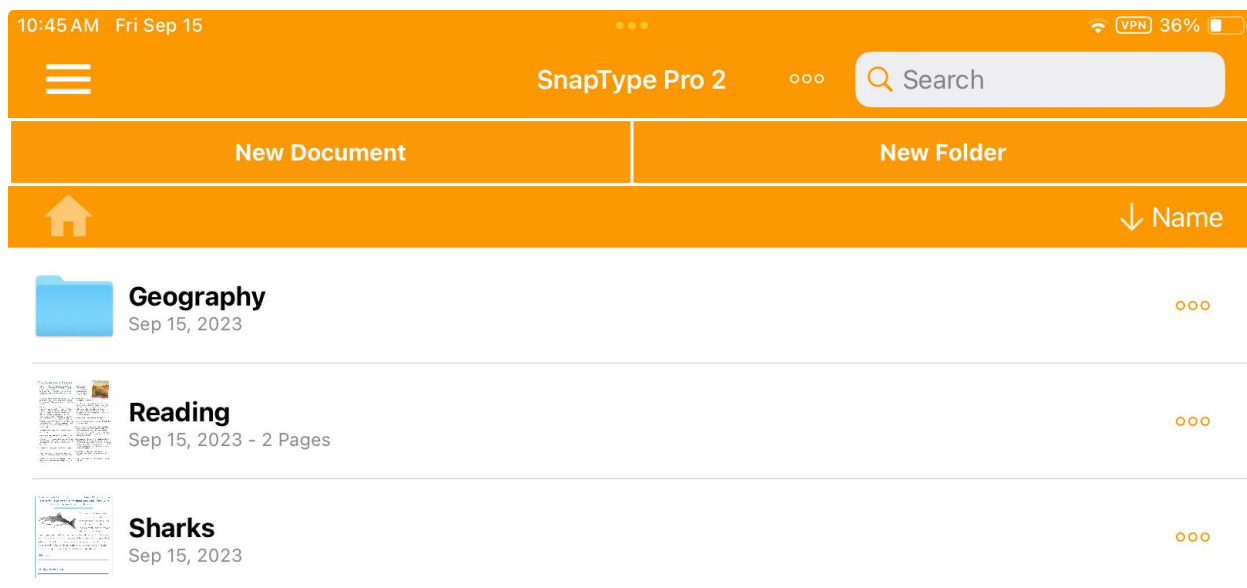 10:45 AM Fri Sep 15
VPN 36%
SnapType Pro 2
Search
New Document
New Folder
Name
Geography
Sep 15, 2023
Reading
Sep 15, 2023 - 2 Pages
Sharks
Sep 15, 2023